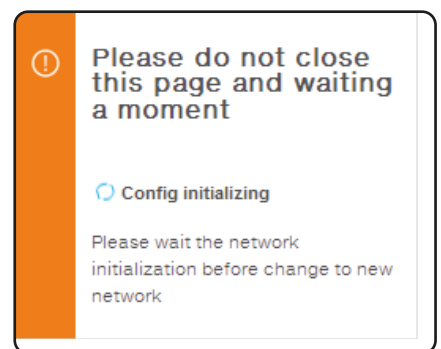 Please do not close
this page and waiting
a moment
Config initializing
Please wait the network
initialization before change to new
network